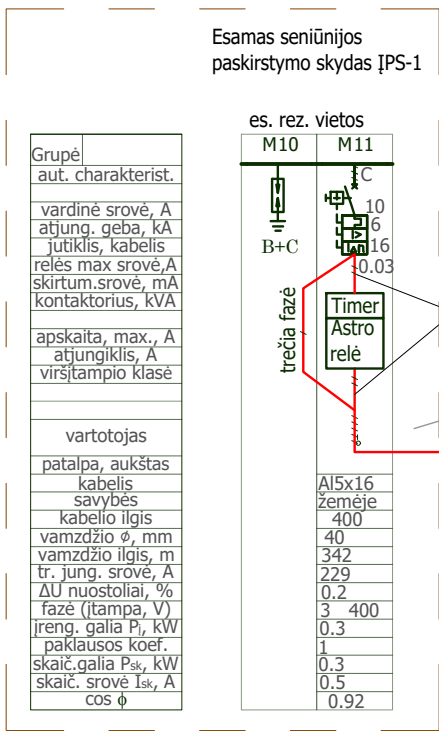 Esamas seniūnijos
paskirstymo skydas ĮPS-1
es. rez. vietos
M10 M11
Grupė
aut. charakterist.
C
vardinė srovė, A
10
atjung. geba, kA
6
jutiklis, kabelis
B+C
16
relės max srovė,A
skirtum.srovė, mA
0.03
kontaktorius, kVA
trečia fazė
Timer
Astro
relė
apskaita, max., A
atjungiklis, A
viršįtampio klasė
vartotojas
patalpa, aukštas
kabelis Al5x16
savybės žemėje
kabelio ilgis 400
vamzdžio ϕ, mm 40
vamzdžio ilgis, m 342
tr. jung. srovė, A 229
ΔU nuostoliai, % 0.2
fazė (įtampa, V) 3 400
įreng. galia Pį, kW 0.3
paklausos koef. 1
skaič.galia Psk, kW 0.3
skaič. srovė Isk, A 0.5
cos ϕ 0.92